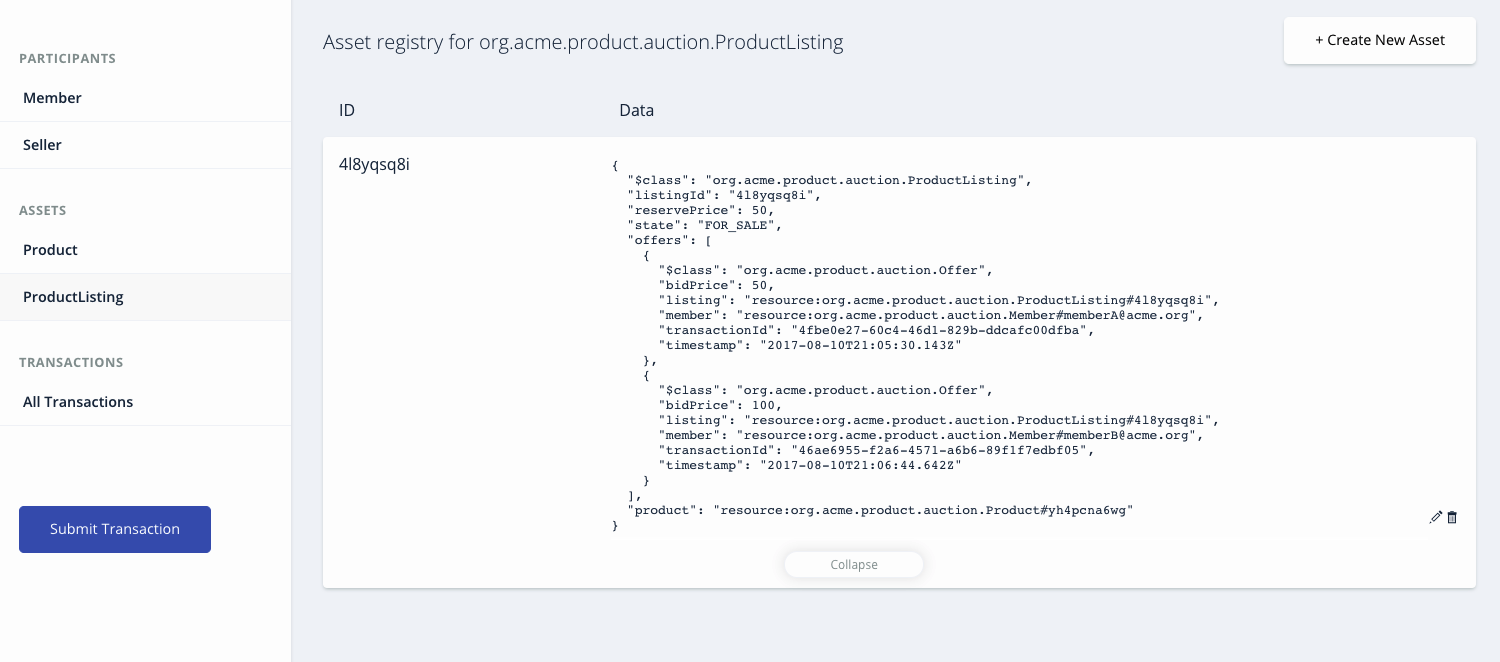 PARTICIPANTS
Member
Seller
ASSETS
Product
ProductListing
TRANSACTIONS
All Transactions
Submit Transaction
Asset registry for org.acme.product.auction.ProductListing
+ Create New Asset
ID Data
4l8yqsq8i
{
"$class": "org.acme.product.auction.ProductListing",
"listingId": "4l8yqsq8i",
"reservePrice": 50,
"state": "FOR_SALE",
"offers": [
{
"$class": "org.acme.product.auction.Offer",
"bidPrice": 50,
"listing": "resource:org.acme.product.auction.ProductListing#4l8yqsq8i",
"member": "resource:org.acme.product.auction.Member#memberA@acme.org",
"transactionId": "4fbe0e27-60c4-46d1-829b-ddcafc00dfba",
"timestamp": "2017-08-10T21:05:30.143Z"
},
{
"$class": "org.acme.product.auction.Offer",
"bidPrice": 100,
"listing": "resource:org.acme.product.auction.ProductListing#4l8yqsq8i",
"member": "resource:org.acme.product.auction.Member#memberB@acme.org",
"transactionId": "46ae6955-f2a6-4571-a6b6-89f1f7edbf05",
"timestamp": "2017-08-10T21:06:44.642Z"
}
],
"product": "resource:org.acme.product.auction.Product#yh4pcna6wg"
}
Collapse